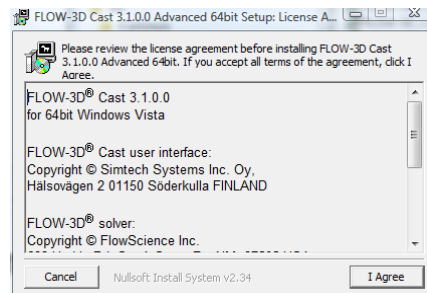 FLOW-3D Cast 3.1.0.0 Advanced 64bit Setup: License A...
Please review the license agreement before installing FLOW-3D Cast
3.1.0.0 Advanced 64bit. If you accept all terms of the agreement, click I
Agree.
FLOW-3D® Cast 3.1.0.0
for 64bit Windows Vista
FLOW-3D® Cast user interface:
Copyright © Simtech Systems Inc. Oy,
Hälsovägen 2 01150 Söderkulla FINLAND
FLOW-3D® solver:
Copyright © FlowScience Inc.
Cancel
Nullsoft Install System v2.34
I Agree